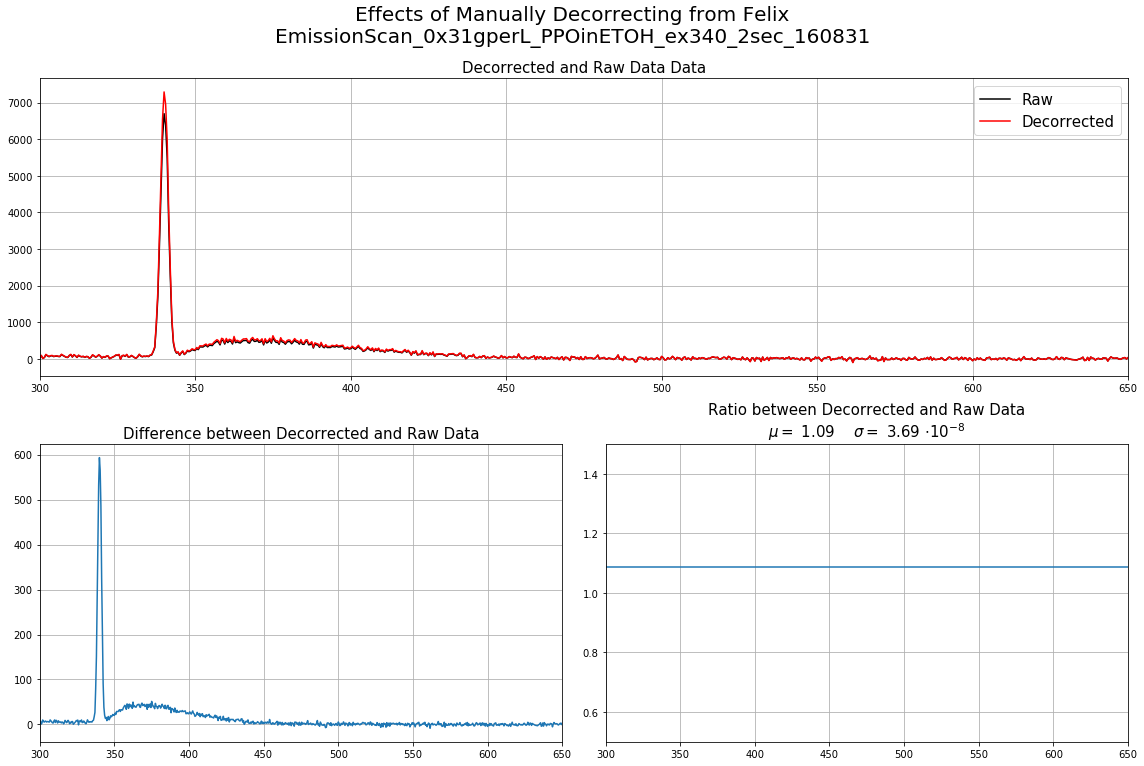 Effects of Manually Decorrecting from Felix
EmissionScan_0x31gperL_PPOinETOH_ex340_2sec_160831
Decorrected and Raw Data Data
Raw
Decorrected
7000
6000
5000
4000
3000
2000
1000
0
300 350 400 450 500 550 600 650
Difference between Decorrected and Raw Data
600
500
400
300
200
100
0
300 350 400 450 500 550 600 650
Ratio between Decorrected and Raw Data
μ = 1.09 σ = 3.69 ·10⁻⁸
1.4
1.2
1.0
0.8
0.6
300 350 400 450 500 550 600 650